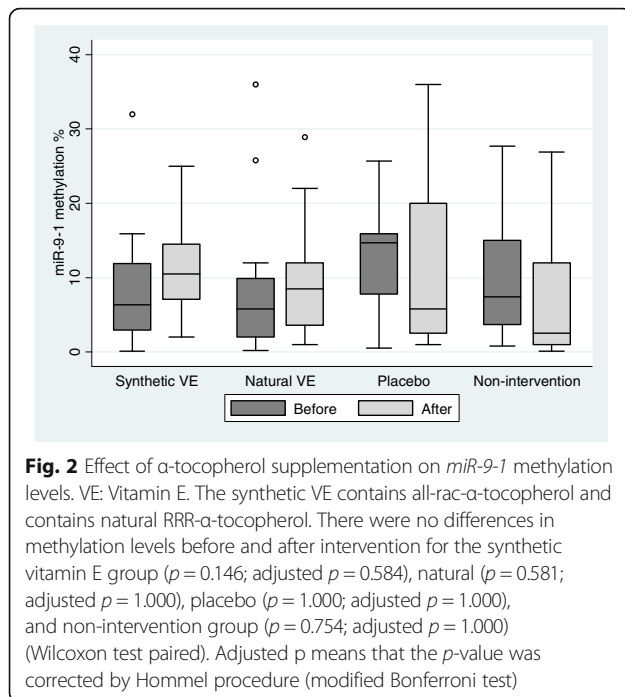 40
30
20
10
0
miR-9-1 methylation %
Synthetic VE Natural VE Placebo Non-intervention
Before After
Fig. 2 Effect of α-tocopherol supplementation on miR-9-1 methylation
levels. VE: Vitamin E. The synthetic VE contains all-rac-α-tocopherol and
contains natural RRR-α-tocopherol. There were no differences in
methylation levels before and after intervention for the synthetic
vitamin E group (p = 0.146; adjusted p = 0.584), natural (p = 0.581;
adjusted p = 1.000), placebo (p = 1.000; adjusted p = 1.000),
and non-intervention group (p = 0.754; adjusted p = 1.000)
(Wilcoxon test paired). Adjusted p means that the p-value was
corrected by Hommel procedure (modified Bonferroni test)